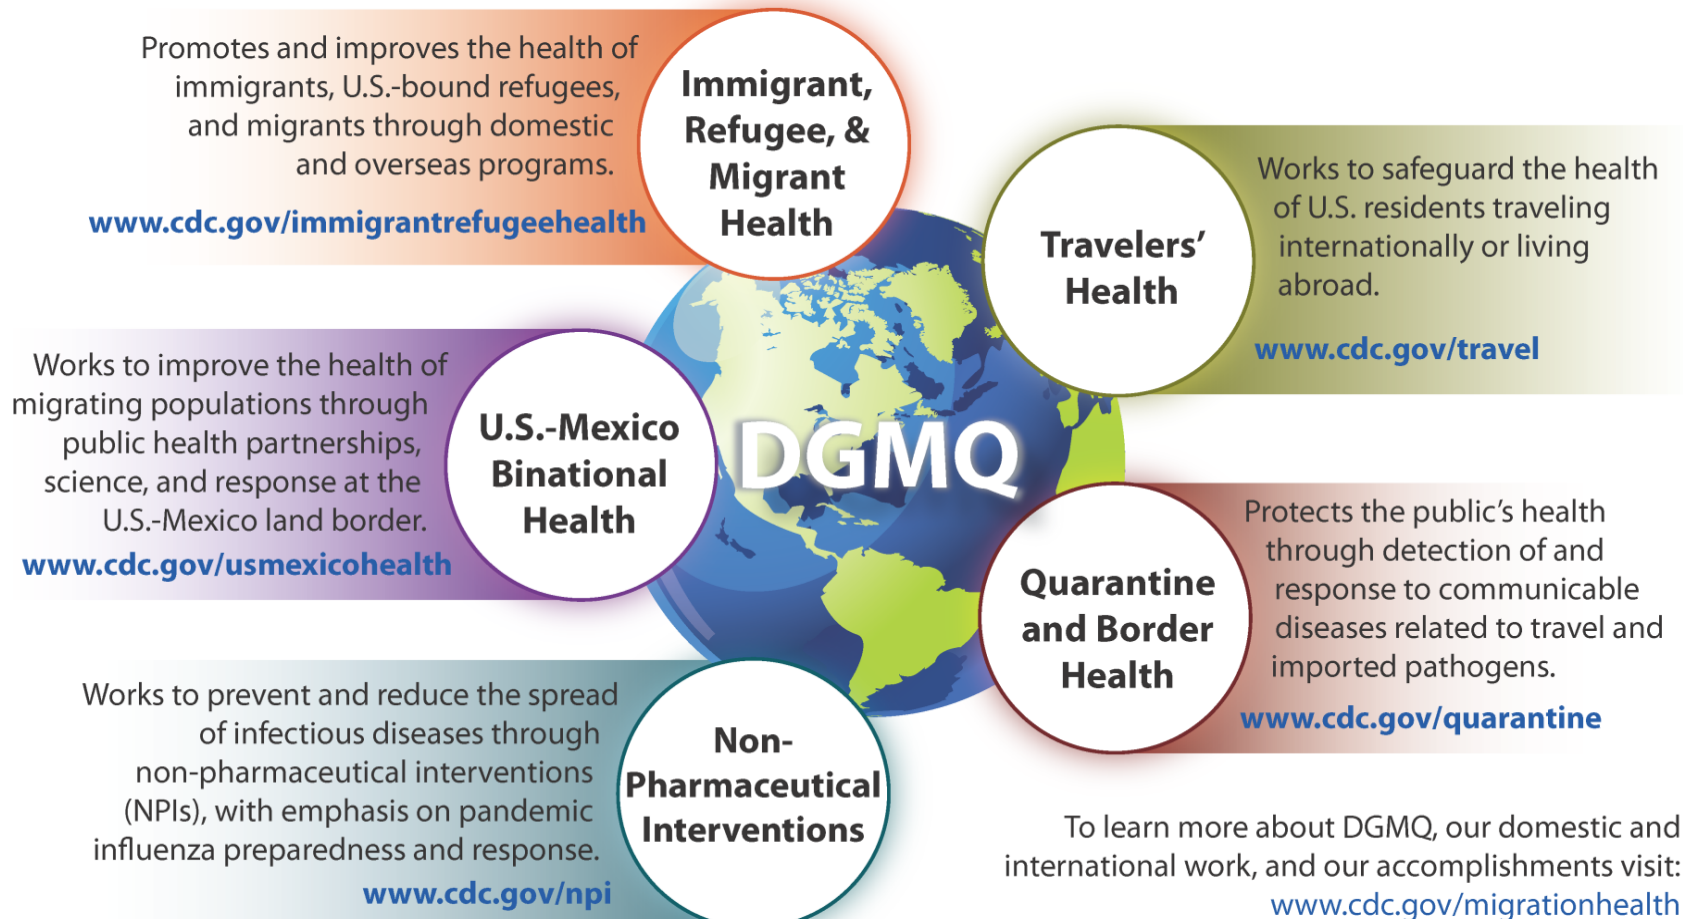 Promotes and improves the health of
immigrants, U.S.-bound refugees,
and migrants through domestic
and overseas programs.
www.cdc.gov/immigrantrefugeehealth
Immigrant,
Refugee, &
Migrant
Health
Travelers’
Health
Works to safeguard the health
of U.S. residents traveling
internationally or living
abroad.
www.cdc.gov/travel
Works to improve the health of
migrating populations through
public health partnerships,
science, and response at the
U.S.-Mexico land border.
www.cdc.gov/usmexicohealth
U.S.-Mexico
Binational
Health
DGMQ
Quarantine
and Border
Health
Protects the public’s health
through detection of and
response to communicable
diseases related to travel and
imported pathogens.
www.cdc.gov/quarantine
Works to prevent and reduce the spread
of infectious diseases through
non-pharmaceutical interventions
(NPIs), with emphasis on pandemic
influenza preparedness and response.
www.cdc.gov/npi
Non-
Pharmaceutical
Interventions
To learn more about DGMQ, our domestic and
international work, and our accomplishments visit:
www.cdc.gov/migrationhealth